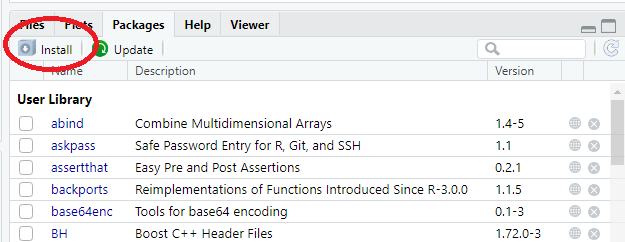 Files Plots Packages Help Viewer
Install Update
Name Description Version
User Library
abind Combine Multidimensional Arrays 1.4-5
askpass Safe Password Entry for R, Git, and SSH 1.1
assertthat Easy Pre and Post Assertions 0.2.1
backports Reimplementations of Functions Introduced Since R-3.0.0 1.1.5
base64enc Tools for base64 encoding 0.1-3
BH Boost C++ Header Files 1.72.0-3